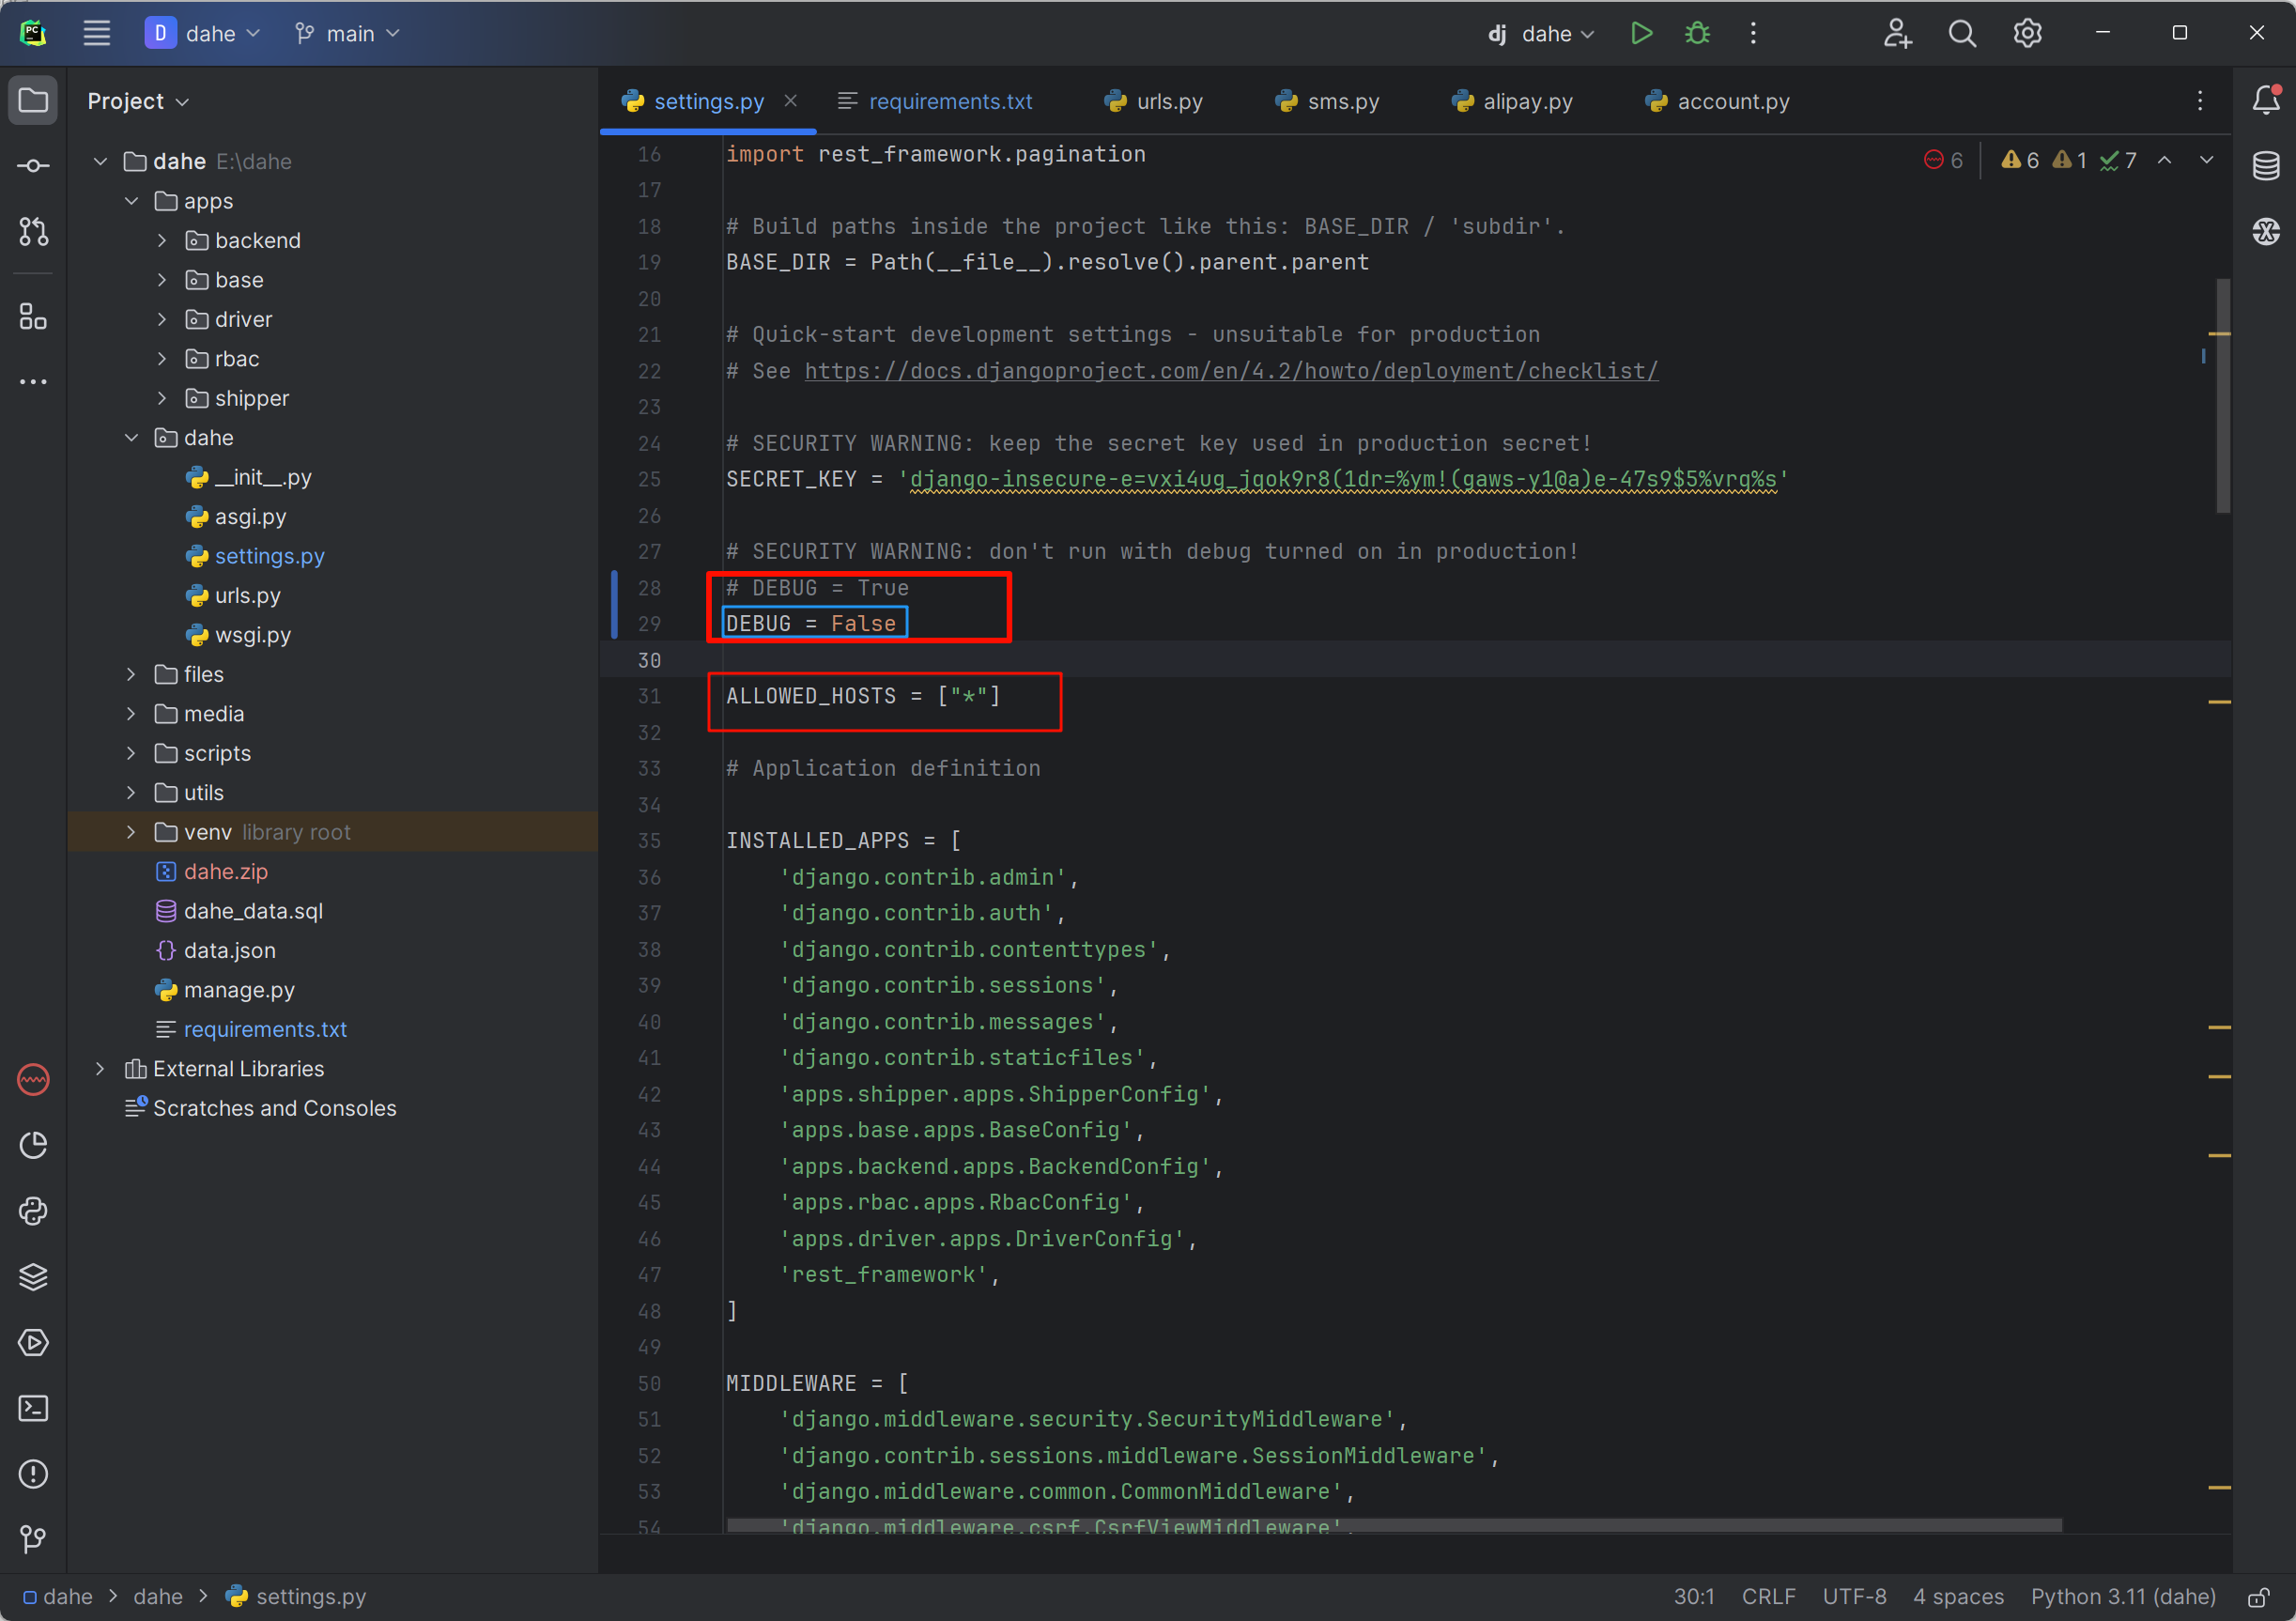 PC
D
dahe
main
dj
dahe
Project
settings.py
requirements.txt
urls.py
sms.py
alipay.py
account.py
dahe E:\dahe
apps
backend
base
driver
rbac
shipper
dahe
__init__.py
asgi.py
settings.py
urls.py
wsgi.py
files
media
scripts
utils
venv library root
dahe.zip
dahe_data.sql
data.json
manage.py
requirements.txt
External Libraries
Scratches and Consoles
6 6 1 7
16 import rest_framework.pagination
17
18 # Build paths inside the project like this: BASE_DIR / 'subdir'.
19 BASE_DIR = Path(__file__).resolve().parent.parent
20
21 # Quick-start development settings - unsuitable for production
22 # See https://docs.djangoproject.com/en/4.2/howto/deployment/checklist/
23
24 # SECURITY WARNING: keep the secret key used in production secret!
25 SECRET_KEY = 'django-insecure-e=vxi4ug_jqok9r8(1dr=%ym!(gaws-y1@a)e-47s9$5%vrq%s'
26
27 # SECURITY WARNING: don't run with debug turned on in production!
28 # DEBUG = True
29 DEBUG = False
30
31 ALLOWED_HOSTS = ["*"]
32
33 # Application definition
34
35 INSTALLED_APPS = [
36 'django.contrib.admin',
37 'django.contrib.auth',
38 'django.contrib.contenttypes',
39 'django.contrib.sessions',
40 'django.contrib.messages',
41 'django.contrib.staticfiles',
42 'apps.shipper.apps.ShipperConfig',
43 'apps.base.apps.BaseConfig',
44 'apps.backend.apps.BackendConfig',
45 'apps.rbac.apps.RbacConfig',
46 'apps.driver.apps.DriverConfig',
47 'rest_framework',
48 ]
49
50 MIDDLEWARE = [
51 'django.middleware.security.SecurityMiddleware',
52 'django.contrib.sessions.middleware.SessionMiddleware',
53 'django.middleware.common.CommonMiddleware',
54 'django.middleware.csrf.CsrfViewMiddleware',
dahe > dahe > settings.py
30:1 CRLF UTF-8 4 spaces Python 3.11 (dahe)